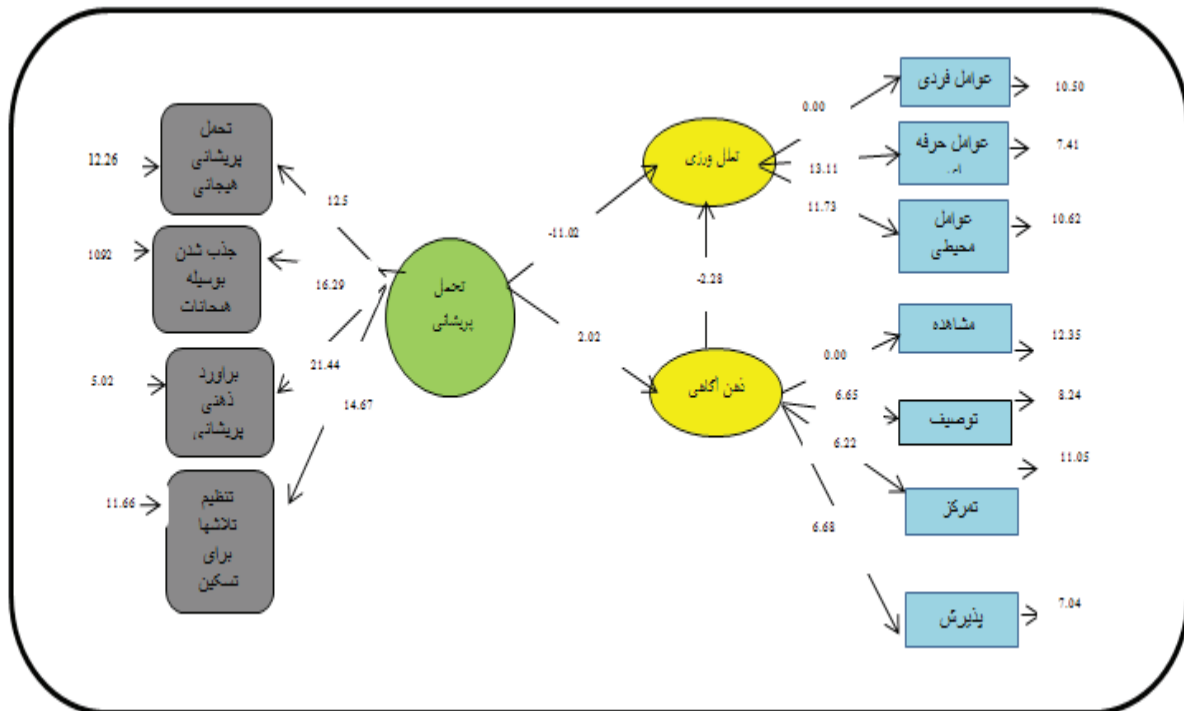 تحمل
پریشانی
هیجانی
12.26
12.5
جذب شدن
بوسیله
هیجانات
1092
16.29
براورد
ذهنی
پریشانی
5.02
21.44
تنظیم
تلاشها
برای
تسکین
11.66
14.67
تحمل
پریشانی
-11.02
2.02
تعلل ورزی
-2.28
ذهن آگاهی
0.00
13.11
11.73
عوامل فردی
10.50
عوامل حرفه
ای
7.41
عوامل
محیطی
10.62
0.00
6.65
6.22
6.68
مشاهده
12.35
توصیف
8.24
تمرکز
11.05
پذیرش
7.04